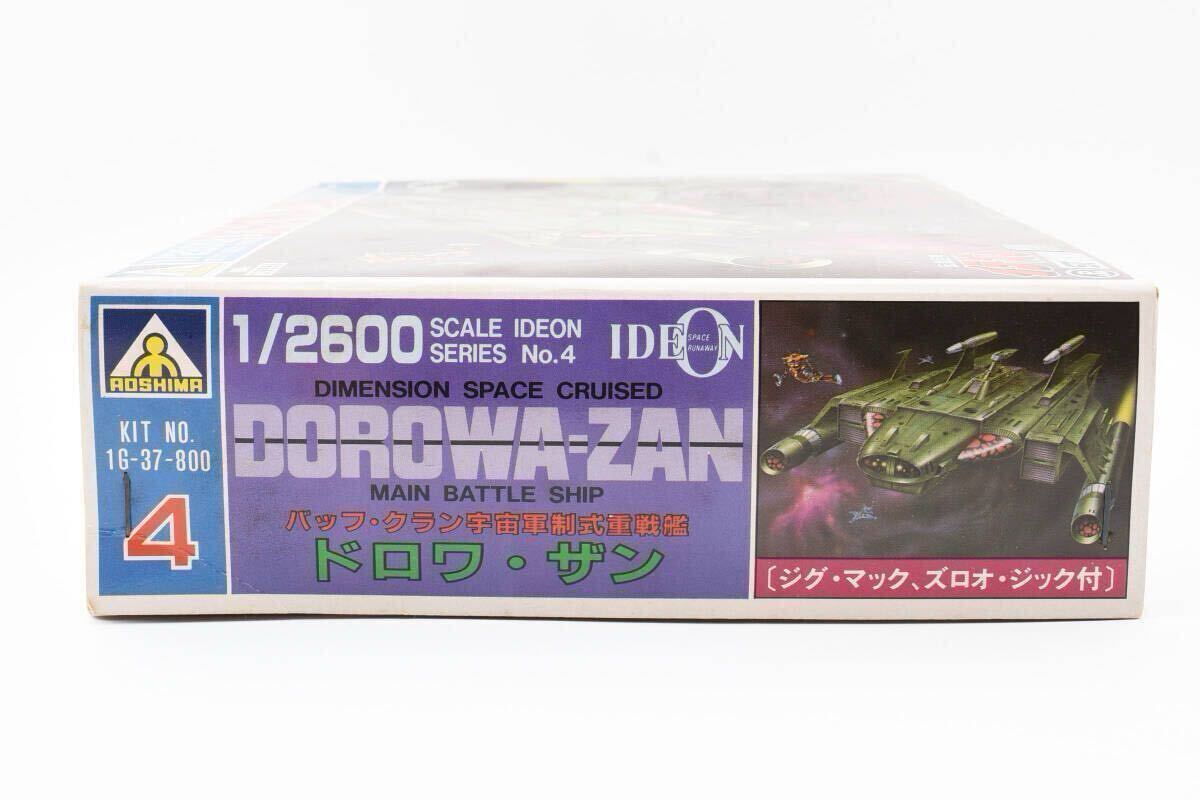 AOSHIMA
KIT NO.
1G-37-800
4
1/2600 SCALE IDEON
SERIES No.4
IDEON
SPACE
RUNAWAY
DIMENSION SPACE CRUISED
DOROWA-ZAN
MAIN BATTLE SHIP
バッフ・クラン宇宙軍制式重戦艦
ドロワ・ザン
〔ジグ・マック、ズロオ・ジック付〕